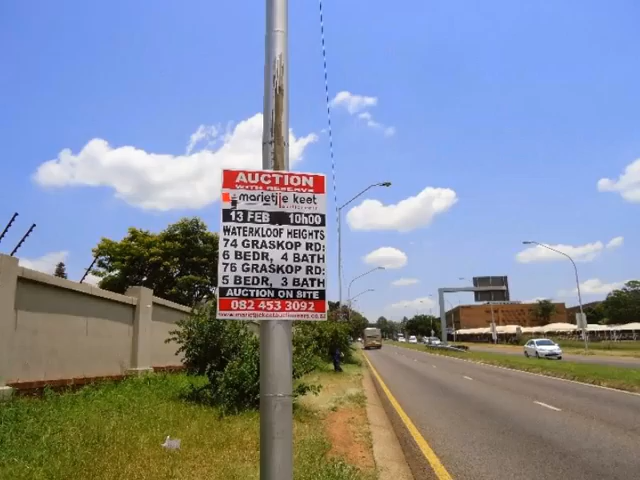 AUCTION
WITH RESERVE
marietjie keet
13 FEB 10h00
WATERKLOOF HEIGHTS
74 GRASKOP RD:
6 BEDR, 4 BATH
76 GRASKOP RD:
5 BEDR, 3 BATH
AUCTION ON SITE
082 453 3092